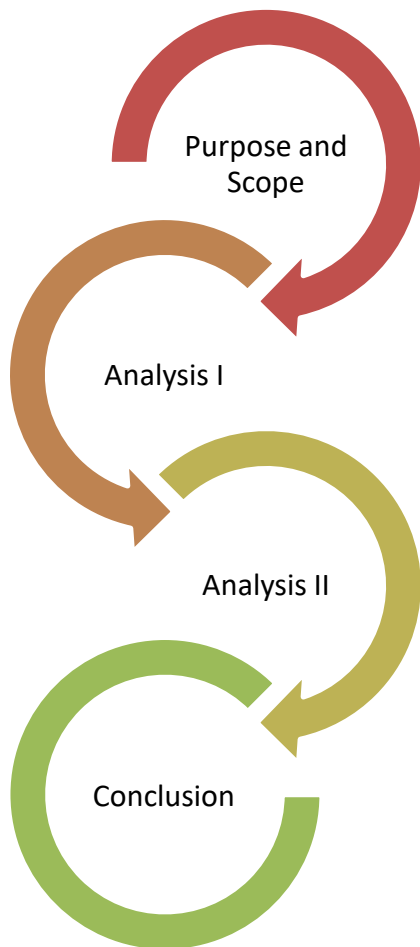 Purpose and
Scope
Analysis I
Analysis II
Conclusion